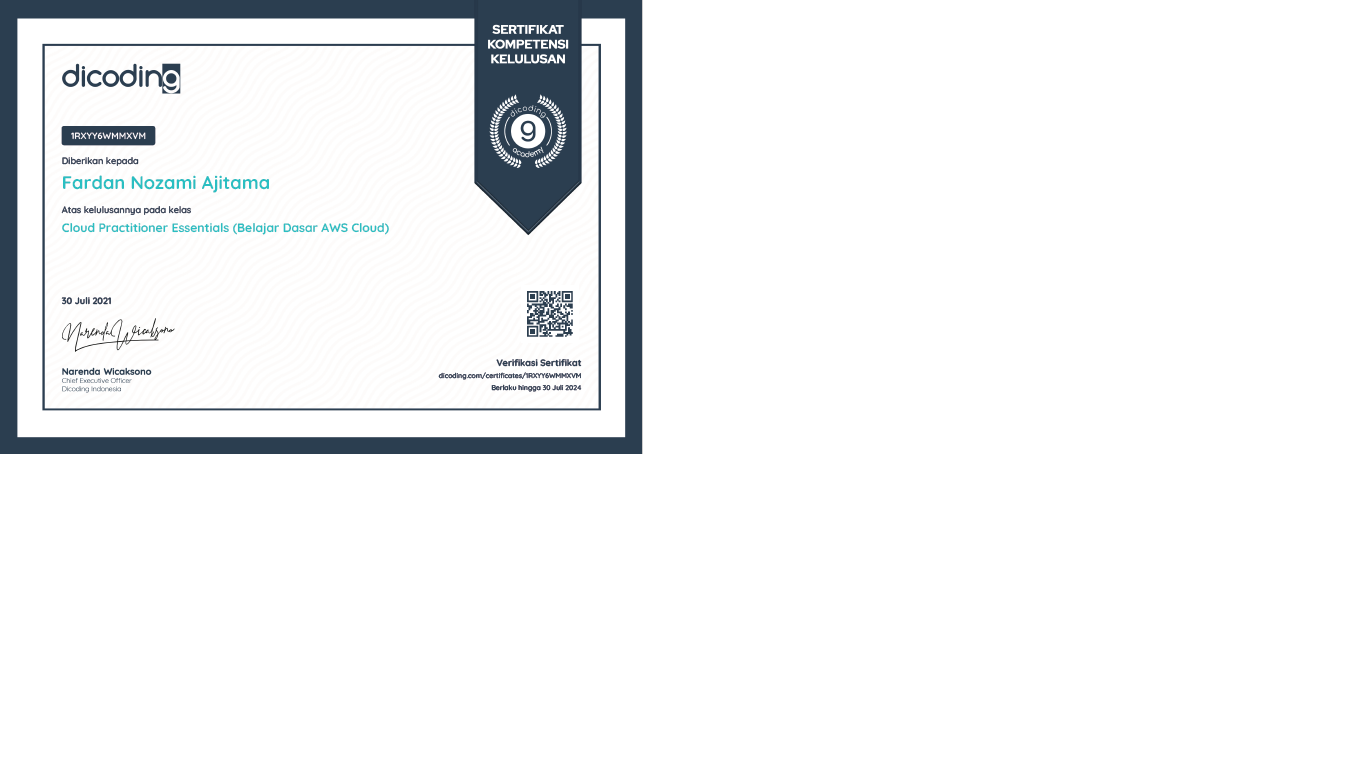 SERTIFIKAT
KOMPETENSI
KELULUSAN
dicoding
dicoding
9
academy
1RXYY6WMMXVM
Diberikan kepada
Fardan Nozami Ajitama
Atas kelulusannya pada kelas
Cloud Practitioner Essentials (Belajar Dasar AWS Cloud)
30 Juli 2021
Narenda Wicaksono
Narenda Wicaksono
Chief Executive Officer
Dicoding Indonesia
Verifikasi Sertifikat
dicoding.com/certificates/1RXYY6WMMXVM
Berlaku hingga 30 Juli 2024